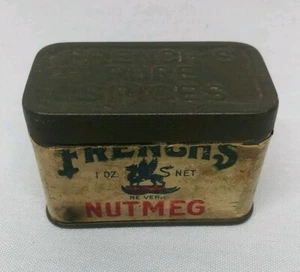 FRENCH'S
PURE
SPICES
FRENCH'S
1 OZ. NET
NUTMEG